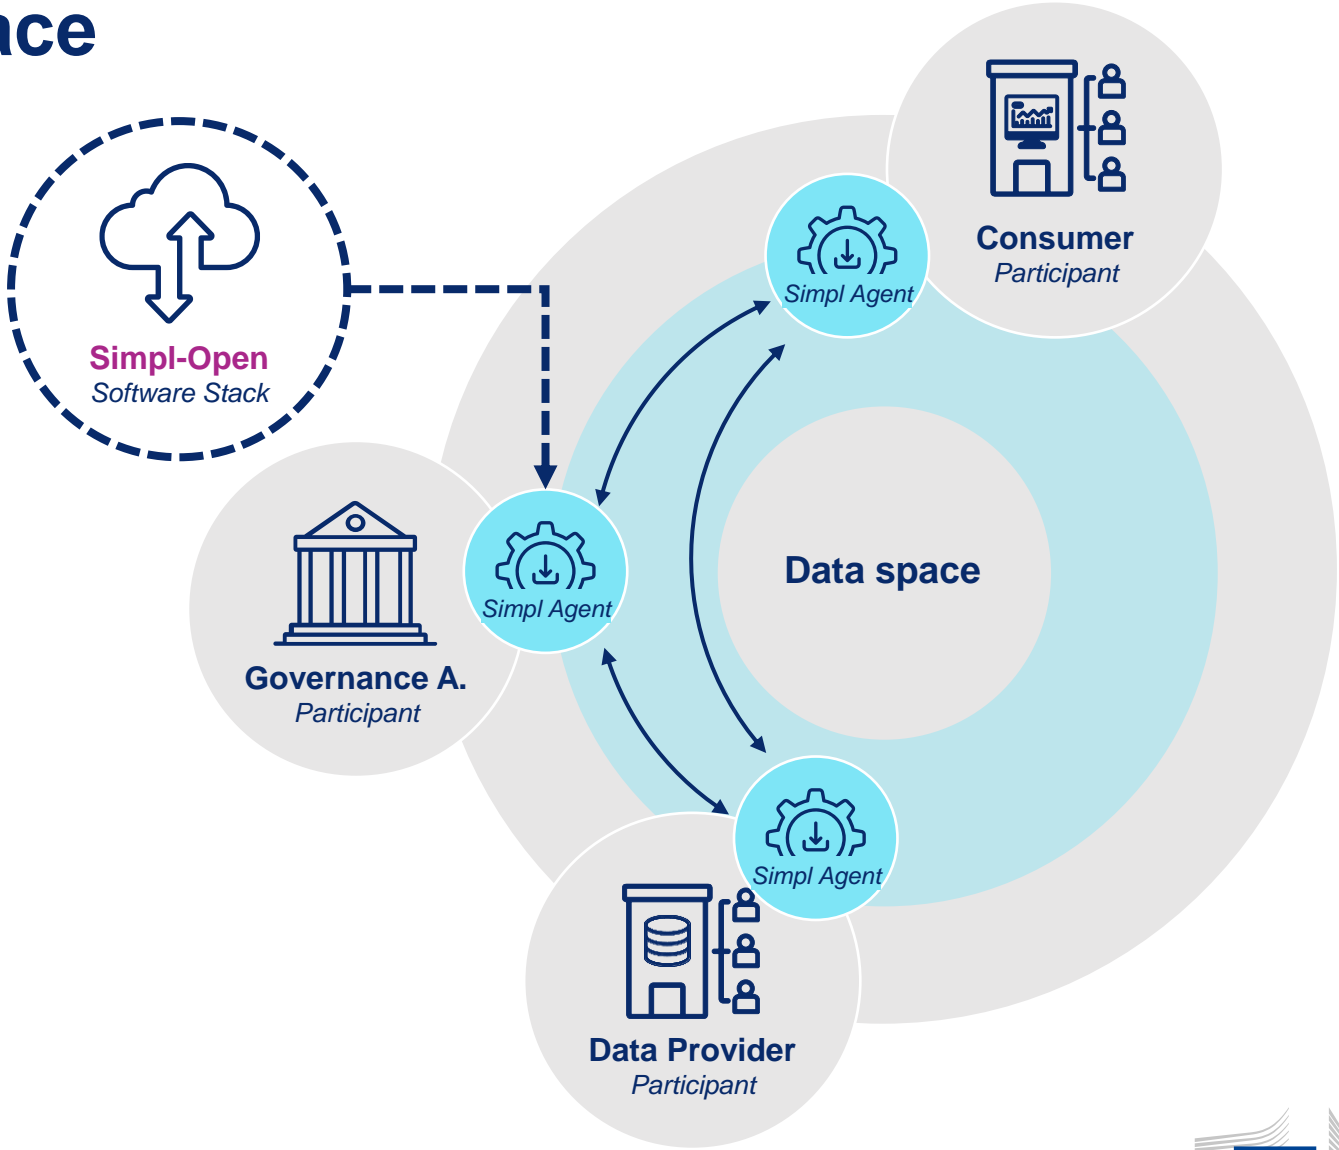 ace
Consumer
Participant
Simpl Agent
Simpl-Open
Software Stack
Data space
Simpl Agent
Governance A.
Participant
Simpl Agent
Data Provider
Participant